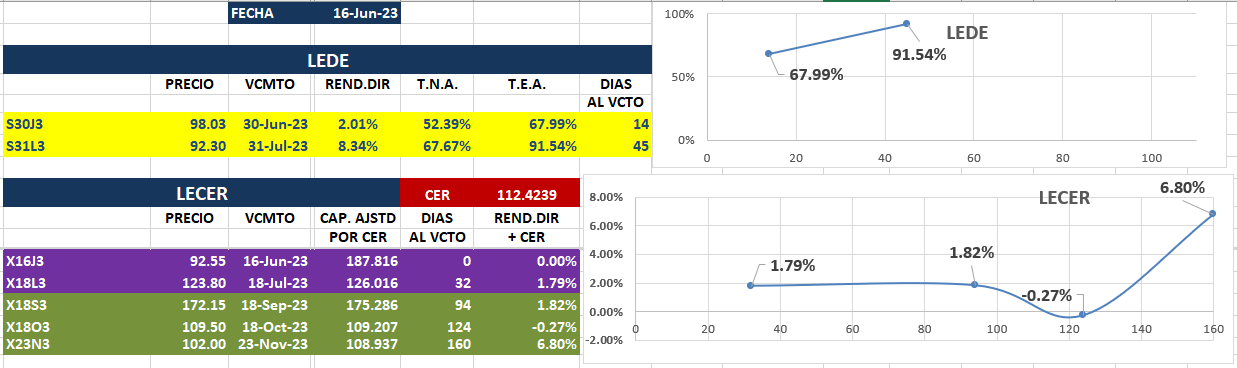 FECHA 16-Jun-23
LEDE
PRECIO VCMTO REND.DIR T.N.A. T.E.A. DIAS
AL VCTO
S30J3 98.03 30-Jun-23 2.01% 52.39% 67.99% 14
S31L3 92.30 31-Jul-23 8.34% 67.67% 91.54% 45
LECER CER 112.4239
PRECIO VCMTO CAP. AJSTD DIAS REND.DIR
POR CER AL VCTO + CER
X16J3 92.55 16-Jun-23 187.816 0 0.00%
X18L3 123.80 18-Jul-23 126.016 32 1.79%
X18S3 172.15 18-Sep-23 175.286 94 1.82%
X18O3 109.50 18-Oct-23 109.207 124 -0.27%
X23N3 102.00 23-Nov-23 108.937 160 6.80%
100%
LEDE
91.54%
67.99%
50%
0%
0 20 40 60 80 100
6.80%
8.00%
LECER
6.00%
4.00%
1.82%
1.79%
2.00%
-0.27%
0.00%
0 20 40 60 80 100 120 140 160
-2.00%